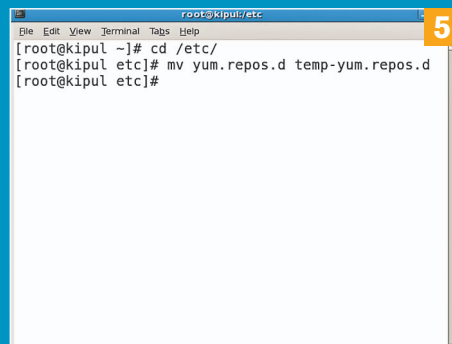 root@kipul:/etc
5
File Edit View Terminal Tabs Help
[root@kipul ~]# cd /etc/
[root@kipul etc]# mv yum.repos.d temp-yum.repos.d
[root@kipul etc]#